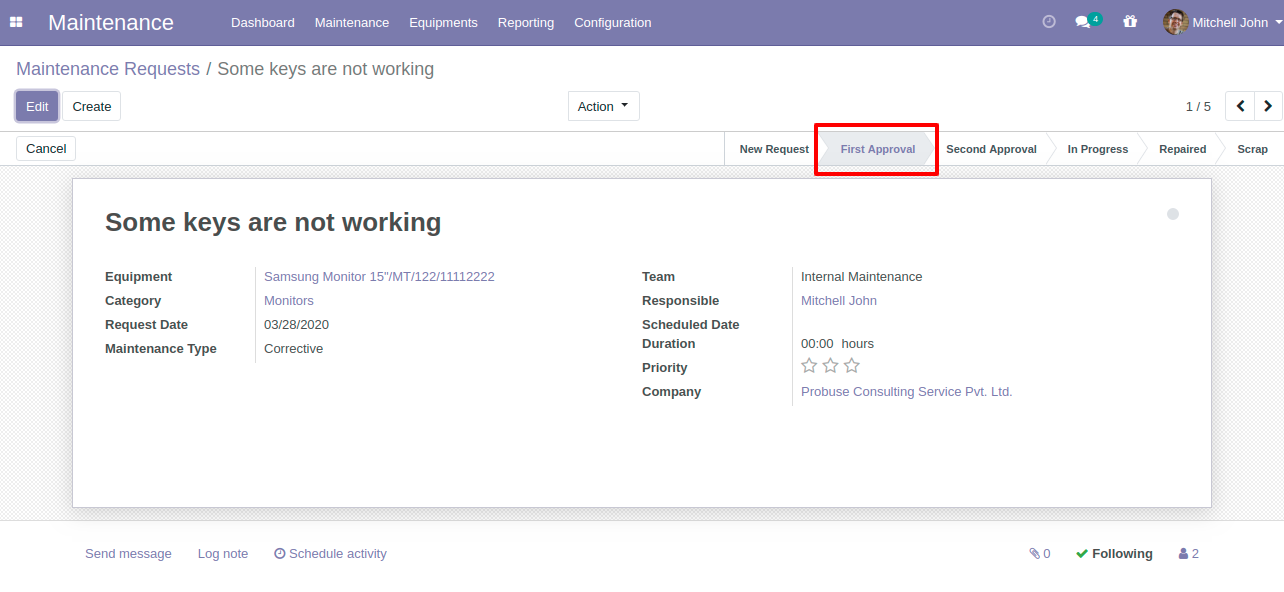 Maintenance Dashboard Maintenance Equipments Reporting Configuration 4 Mitchell John
Maintenance Requests / Some keys are not working
Edit Create Action 1 / 5
Cancel New Request First Approval Second Approval In Progress Repaired Scrap
Some keys are not working
Equipment Samsung Monitor 15"/MT/122/11112222 Team Internal Maintenance
Category Monitors Responsible Mitchell John
Request Date 03/28/2020 Scheduled Date
Maintenance Type Corrective Duration 00:00 hours
Priority
Company Probuse Consulting Service Pvt. Ltd.
Send message Log note Schedule activity 0 Following 2